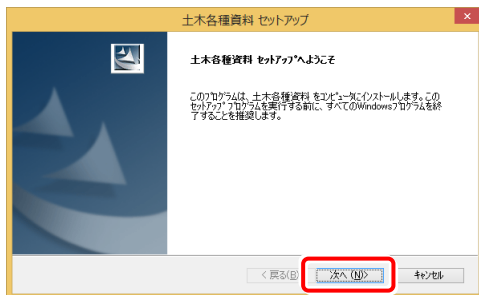 土木各種資料 セットアップ
土木各種資料 ｾｯﾄｱｯﾌﾟへようこそ
このﾌﾟﾛｸﾞﾗﾑは、土木各種資料 をｺﾝﾋﾟｭｰﾀにｲﾝｽﾄｰﾙします。この
ｾｯﾄｱｯﾌﾟ ﾌﾟﾛｸﾞﾗﾑを実行する前に、すべてのWindowsﾌﾟﾛｸﾞﾗﾑを終
了することを推奨します。
< 戻る(B) 次へ (N)> ｷｬﾝｾﾙ